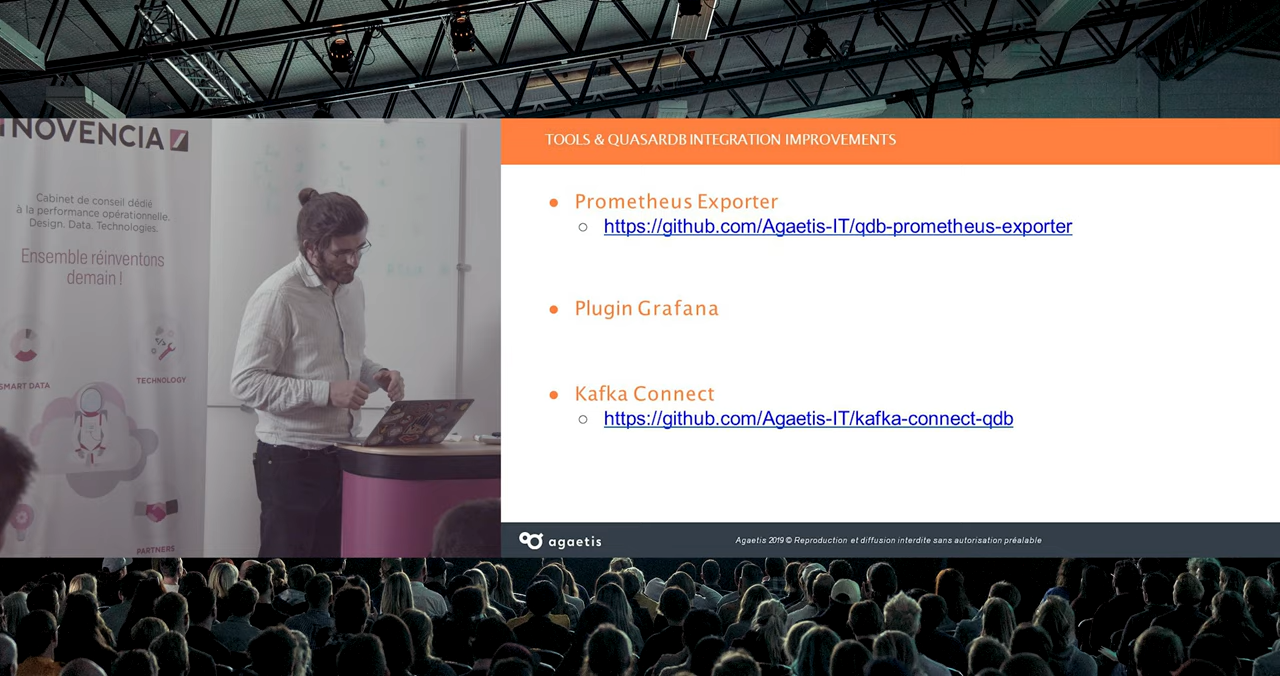 NOVENCIA
Cabinet de conseil dédié
à la performance opérationnelle.
Design. Data. Technologies.
Ensemble réinventons
demain !
SMART DATA
TECHNOLOGY
PARTNERS
TOOLS & QUASARDB INTEGRATION IMPROVEMENTS
● Prometheus Exporter
○ https://github.com/Agaetis-IT/qdb-prometheus-exporter
● Plugin Grafana
● Kafka Connect
○ https://github.com/Agaetis-IT/kafka-connect-qdb
agaetis
Agaetis 2019 © Reproduction et diffusion interdite sans autorisation préalable